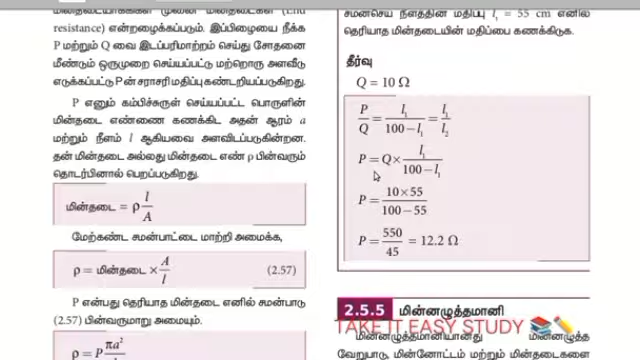 resistance) என்றழைக்கப்படும். இப்பிழையை நீக்க
P மற்றும் Q வை இடப்பரிமாற்றம் செய்து சோதனை
மீண்டும் ஒருமுறை செய்யப்பட்டு மற்றொரு அளவீடு
எடுக்கப்பட்டு P ன் சராசரி மதிப்பு கண்டறியப்படுகிறது.
P எனும் கம்பிச்சுருள் செய்யப்பட்ட பொருளின்
மின்தடை எண்ணை கணக்கிட அதன் ஆரம் a
மற்றும் நீளம் l ஆகியவை அளவிடப்படுகின்றன.
தன் மின்தடை அல்லது மின்தடை எண் ρ பின்வரும்
தொடர்பினால் பெறப்படுகிறது.
மின்தடை = ρ l/A
மேற்கண்ட சமன்பாட்டை மாற்றி அமைக்க,
ρ = மின்தடை × A/l (2.57)
P என்பது தெரியாத மின்தடை எனில் சமன்பாடு
(2.57) பின்வருமாறு அமையும்.
ρ = P πa²
சமன்செய் நீளத்தின் மதிப்பு l₁ = 55 cm எனில்
தெரியாத மின்தடையின் மதிப்பை கணக்கிடுக.
தீர்வு
Q = 10 Ω
P/Q = l₁/(100 – l₁) = l₁/l₂
P = Q × l₁/(100 – l₁)
P = (10×55)/(100 – 55)
P = 550/45 = 12.2 Ω
2.5.5 மின்னழுத்தமானி
TAKE IT EASY STUDY
மின்னழுத்தமானியானது மின்னழுத்த
வேறுபாடு, மின்னோட்டம் மற்றும் மின்தடைகளை